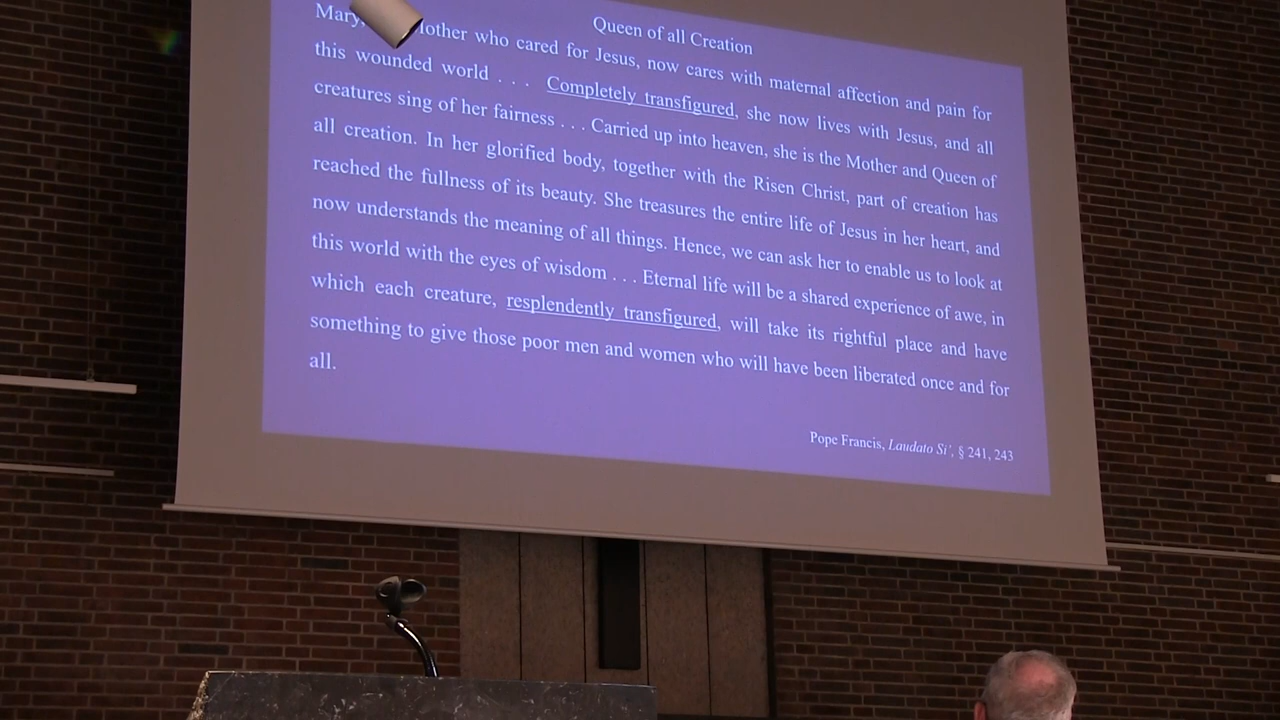 Queen of all Creation
Mary, Mother who cared for Jesus, now cares with maternal affection and pain for
this wounded world . . . Completely transfigured, she now lives with Jesus, and all
creatures sing of her fairness . . . Carried up into heaven, she is the Mother and Queen of
all creation. In her glorified body, together with the Risen Christ, part of creation has
reached the fullness of its beauty. She treasures the entire life of Jesus in her heart, and
now understands the meaning of all things. Hence, we can ask her to enable us to look at
this world with the eyes of wisdom . . . Eternal life will be a shared experience of awe, in
which each creature, resplendently transfigured, will take its rightful place and have
something to give those poor men and women who will have been liberated once and for
all.
Pope Francis, Laudato Si', § 241, 243